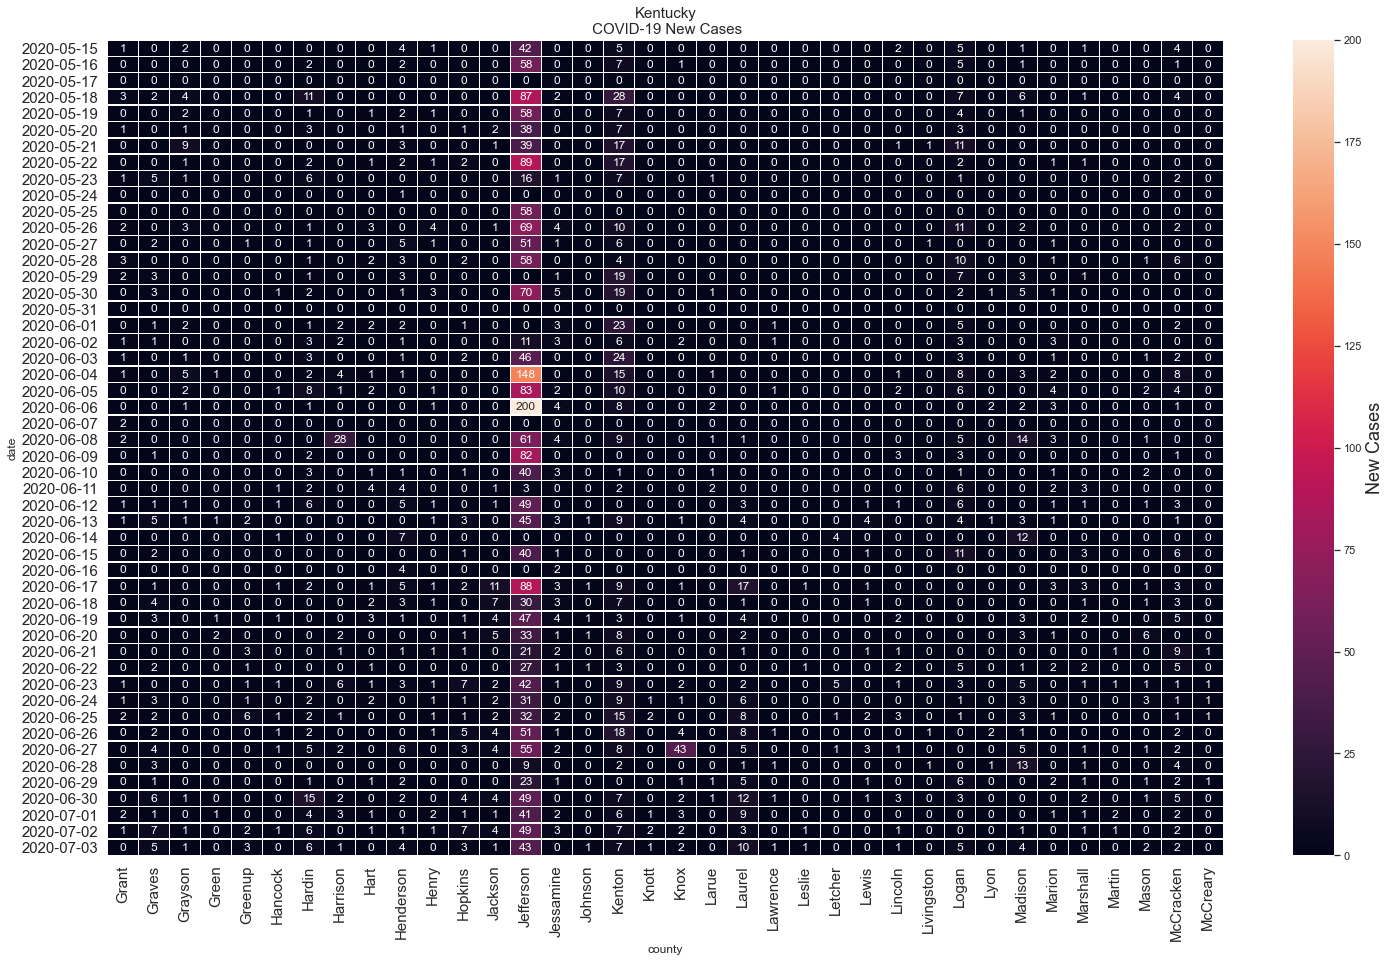 Kentucky
COVID-19 New Cases
2020-05-15 1 0 2 0 0 0 0 0 0 4 1 0 0 42 0 0 5 0 0 0 0 0 0 0 0 2 0 5 0 1 0 1 0 0 4 0
2020-05-16 0 0 0 0 0 0 2 0 0 2 0 0 0 58 0 0 7 0 1 0 0 0 0 0 0 0 0 5 0 1 0 0 0 0 1 0
2020-05-17 0 0 0 0 0 0 0 0 0 0 0 0 0 0 0 0 0 0 0 0 0 0 0 0 0 0 0 0 0 0 0 0 0 0 0 0
2020-05-18 3 2 4 0 0 0 11 0 0 0 0 0 0 87 2 0 28 0 0 0 0 0 0 0 0 0 0 7 0 6 0 1 0 0 4 0
2020-05-19 0 0 2 0 0 0 1 0 1 2 1 0 0 58 0 0 7 0 0 0 0 0 0 0 0 0 0 4 0 1 0 0 0 0 0 0
2020-05-20 1 0 1 0 0 0 3 0 0 1 0 1 2 38 0 0 7 0 0 0 0 0 0 0 0 0 0 3 0 0 0 0 0 0 0 0
2020-05-21 0 0 9 0 0 0 0 0 0 3 0 0 1 39 0 0 17 0 0 0 0 0 0 0 0 1 1 11 0 0 0 0 0 0 0 0
2020-05-22 0 0 1 0 0 0 2 0 1 2 1 2 0 89 0 0 17 0 0 0 0 0 0 0 0 0 0 2 0 0 1 1 0 0 0 0
2020-05-23 1 5 1 0 0 0 6 0 0 0 0 0 0 16 1 0 7 0 0 1 0 0 0 0 0 0 0 1 0 0 0 0 0 0 2 0
2020-05-24 0 0 0 0 0 0 0 0 0 1 0 0 0 0 0 0 0 0 0 0 0 0 0 0 0 0 0 0 0 0 0 0 0 0 0 0
2020-05-25 0 0 0 0 0 0 0 0 0 0 0 0 0 58 0 0 0 0 0 0 0 0 0 0 0 0 0 0 0 0 0 0 0 0 0 0
2020-05-26 2 0 3 0 0 0 1 0 3 0 4 0 1 69 4 0 10 0 0 0 0 0 0 0 0 0 0 11 0 2 0 0 0 0 2 0
2020-05-27 0 2 0 0 1 0 1 0 0 5 1 0 0 51 1 0 6 0 0 0 0 0 0 0 0 0 1 0 0 0 1 0 0 0 0 0
2020-05-28 3 0 0 0 0 0 1 0 2 3 0 2 0 58 0 0 4 0 0 0 0 0 0 0 0 0 0 10 0 0 1 0 0 1 6 0
2020-05-29 2 3 0 0 0 0 1 0 0 3 0 0 0 0 1 0 19 0 0 0 0 0 0 0 0 0 0 7 0 3 0 1 0 0 0 0
2020-05-30 0 3 0 0 0 1 2 0 0 1 3 0 0 70 5 0 19 0 0 1 0 0 0 0 0 0 0 2 1 5 1 0 0 0 0 0
2020-05-31 0 0 0 0 0 0 0 0 0 0 0 0 0 0 0 0 0 0 0 0 0 0 0 0 0 0 0 0 0 0 0 0 0 0 0 0
2020-06-01 0 1 2 0 0 0 1 2 2 2 0 1 0 0 3 0 23 0 0 0 0 1 0 0 0 0 0 5 0 0 0 0 0 0 2 0
2020-06-02 1 1 0 0 0 0 3 2 0 1 0 0 0 11 3 0 6 0 2 0 0 1 0 0 0 0 0 3 0 0 3 0 0 0 0 0
2020-06-03 1 0 1 0 0 0 3 0 0 1 0 2 0 46 0 0 24 0 0 0 0 0 0 0 0 0 0 3 0 0 1 0 0 1 2 0
2020-06-04 1 0 5 1 0 0 2 4 1 1 0 0 0 148 0 0 15 0 0 1 0 0 0 0 0 1 0 8 0 3 2 0 0 0 8 0
2020-06-05 0 0 2 0 0 1 8 1 2 0 1 0 0 83 2 0 10 0 0 0 0 1 0 0 0 2 0 6 0 0 4 0 0 2 4 0
2020-06-06 0 0 1 0 0 0 1 0 0 0 1 0 0 200 4 0 8 0 0 2 0 0 0 0 0 0 0 0 2 2 3 0 0 0 1 0
2020-06-07 2 0 0 0 0 0 0 0 0 0 0 0 0 0 0 0 0 0 0 0 0 0 0 0 0 0 0 0 0 0 0 0 0 0 0 0
2020-06-08 2 0 0 0 0 0 0 28 0 0 0 0 0 61 4 0 9 0 0 0 1 0 0 0 0 0 0 5 0 14 3 0 0 1 0 0
2020-06-09 0 1 0 0 0 0 2 0 0 0 0 0 0 82 0 0 0 0 0 0 0 0 0 0 0 3 0 3 0 0 0 0 0 0 1 0
2020-06-10 0 0 0 0 0 0 3 0 1 1 0 1 0 40 3 0 1 0 0 1 0 0 0 0 0 0 0 1 0 0 1 0 0 2 0 0
2020-06-11 0 0 0 0 0 1 2 0 4 4 0 0 1 3 0 0 2 0 0 2 0 0 0 0 0 0 0 6 0 0 2 3 0 0 0 0
2020-06-12 1 1 1 0 0 1 6 0 0 5 1 0 1 49 0 0 0 0 0 0 3 0 0 0 1 1 0 6 0 0 1 1 0 1 3 0
2020-06-13 1 5 1 1 2 0 0 0 0 0 1 3 0 45 3 1 9 0 1 0 4 0 0 0 4 0 0 4 1 3 1 0 0 0 1 0
2020-06-14 0 0 0 0 0 1 0 0 0 7 0 0 0 0 0 0 0 0 0 0 0 0 0 4 0 0 0 0 0 12 0 0 0 0 0 0
2020-06-15 0 2 0 0 0 0 0 0 0 0 0 1 0 40 1 0 0 0 0 0 1 0 0 0 1 0 0 11 0 0 0 3 0 0 6 0
2020-06-16 0 0 0 0 0 0 0 0 0 4 0 0 0 0 2 0 0 0 0 0 0 0 0 0 0 0 0 0 0 0 0 0 0 0 0 0
2020-06-17 0 1 0 0 0 1 2 0 1 5 1 2 11 88 3 1 9 0 1 0 17 0 1 0 1 0 0 0 0 0 3 3 0 1 3 0
2020-06-18 0 4 0 0 0 0 0 0 2 3 1 0 7 30 3 0 7 0 0 0 1 0 0 0 1 0 0 0 0 0 0 1 0 1 3 0
2020-06-19 0 3 0 1 0 1 0 0 3 1 0 1 4 47 4 1 3 0 1 0 4 0 0 0 0 2 0 0 0 3 0 2 0 0 5 0
2020-06-20 0 0 0 2 0 0 0 2 0 0 0 1 5 33 1 1 8 0 0 0 2 0 0 0 0 0 0 0 0 3 1 0 0 6 0 0
2020-06-21 0 0 0 0 3 0 0 1 0 1 1 1 0 21 2 0 6 0 0 0 1 0 0 0 1 1 0 0 0 0 0 0 1 0 9 1
2020-06-22 0 2 0 0 1 0 0 0 1 0 0 0 0 27 1 1 3 0 0 0 0 0 1 0 0 2 0 5 0 1 2 2 0 0 5 0
2020-06-23 1 0 0 0 1 1 0 6 1 3 1 7 2 42 1 0 9 0 2 0 2 0 0 5 0 1 0 3 0 5 0 1 1 1 1 1
2020-06-24 1 3 0 0 1 0 2 0 2 0 1 1 2 31 0 0 9 1 1 0 6 0 0 0 0 0 0 1 0 3 0 0 0 3 1 1
2020-06-25 2 2 0 0 6 1 2 1 0 0 1 1 2 32 2 0 15 2 0 0 8 0 0 1 2 3 0 1 0 3 1 0 0 0 1 1
2020-06-26 0 2 0 0 0 1 2 0 0 0 1 5 4 51 1 0 18 0 4 0 8 1 0 0 0 0 1 0 2 1 0 0 0 0 2 0
2020-06-27 0 4 0 0 0 1 5 2 0 6 0 3 4 55 2 0 8 0 43 0 5 0 0 1 3 1 0 0 0 5 0 1 0 1 2 0
2020-06-28 0 3 0 0 0 0 0 0 0 0 0 0 0 9 0 0 2 0 0 0 1 1 0 0 0 0 1 0 1 13 0 1 0 0 4 0
2020-06-29 0 1 0 0 0 0 1 0 1 2 0 0 0 23 1 0 0 0 1 1 5 0 0 0 1 0 0 6 0 0 2 1 0 1 2 1
2020-06-30 0 6 1 0 0 0 15 2 0 2 0 4 4 49 0 0 7 0 2 1 12 1 0 0 1 3 0 3 0 0 0 2 0 1 5 0
2020-07-01 2 1 0 1 0 0 4 3 1 0 2 1 1 41 2 0 6 1 3 0 9 0 0 0 0 0 0 0 0 0 1 1 2 0 2 0
2020-07-02 1 7 1 0 2 1 6 0 1 1 1 7 4 49 3 0 7 2 2 0 3 0 1 0 0 1 0 0 0 1 0 1 1 0 2 0
2020-07-03 0 5 1 0 3 0 6 1 0 4 0 3 1 43 0 1 7 1 2 0 10 1 1 0 0 1 0 5 0 4 0 0 0 2 2 0
Grant Graves Grayson Green Greenup Hancock Hardin Harrison Hart Henderson Henry Hopkins Jackson Jefferson Jessamine Johnson Kenton Knott Knox Larue Laurel Lawrence Leslie Letcher Lewis Lincoln Livingston Logan Lyon Madison Marion Marshall Martin Mason McCracken McCreary
county
date
200
175
150
125
100
75
50
25
0
New Cases